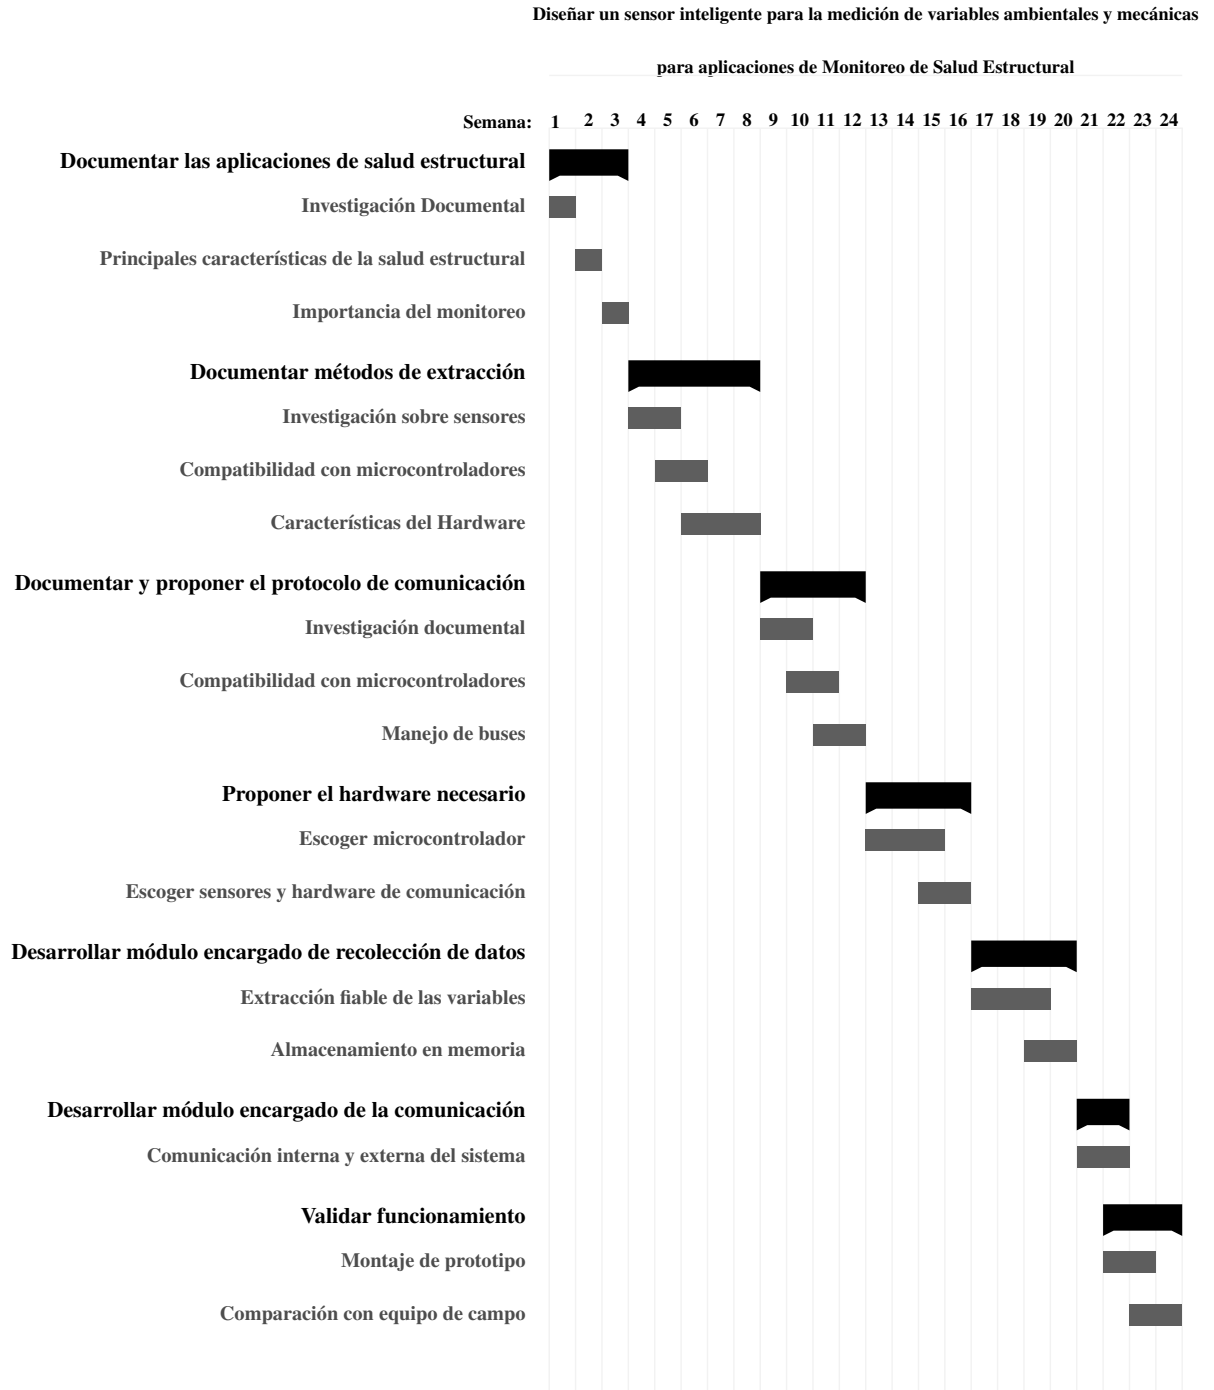 Diseñar un sensor inteligente para la medición de variables ambientales y mecánicas
para aplicaciones de Monitoreo de Salud Estructural
Semana: 1 2 3 4 5 6 7 8 9 10 11 12 13 14 15 16 17 18 19 20 21 22 23 24
Documentar las aplicaciones de salud estructural
Investigación Documental
Principales características de la salud estructural
Importancia del monitoreo
Documentar métodos de extracción
Investigación sobre sensores
Compatibilidad con microcontroladores
Características del Hardware
Documentar y proponer el protocolo de comunicación
Investigación documental
Compatibilidad con microcontroladores
Manejo de buses
Proponer el hardware necesario
Escoger microcontrolador
Escoger sensores y hardware de comunicación
Desarrollar módulo encargado de recolección de datos
Extracción fiable de las variables
Almacenamiento en memoria
Desarrollar módulo encargado de la comunicación
Comunicación interna y externa del sistema
Validar funcionamiento
Montaje de prototipo
Comparación con equipo de campo